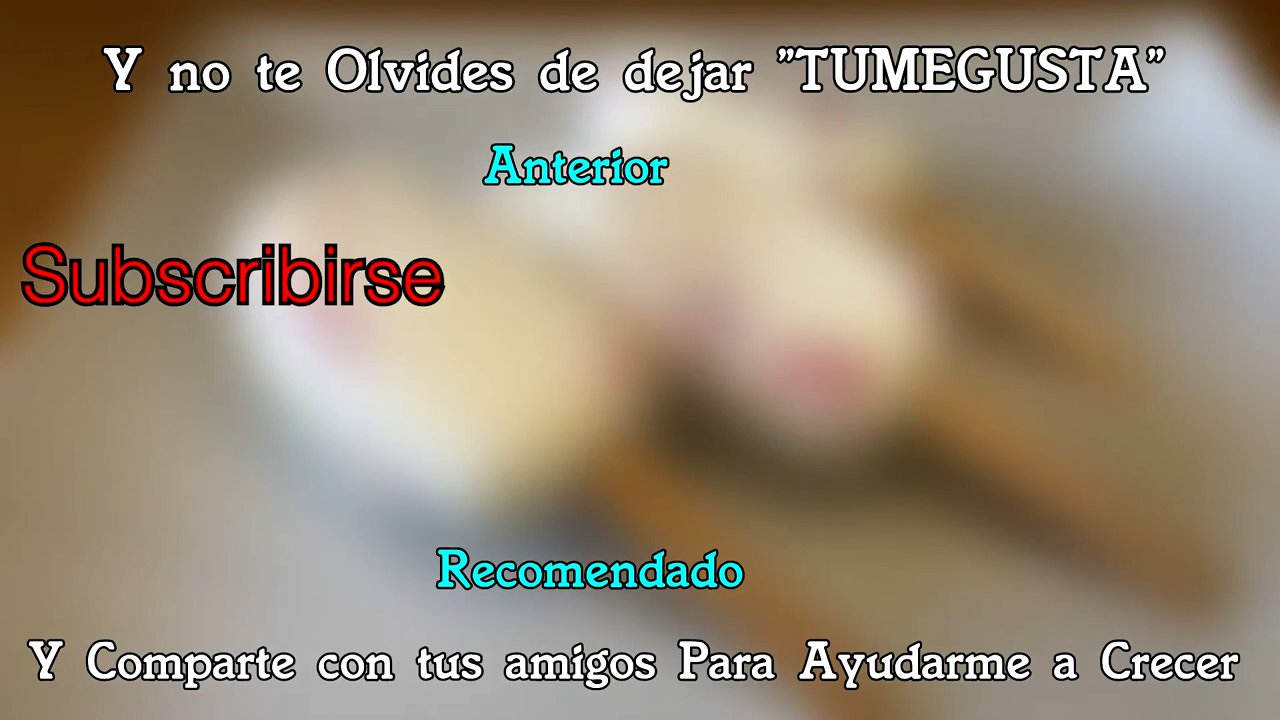 Y no te Olvides de dejar "TUMEGUSTA"
Anterior
Subscribirse
Recomendado
Y Comparte con tus amigos Para Ayudarme a Crecer